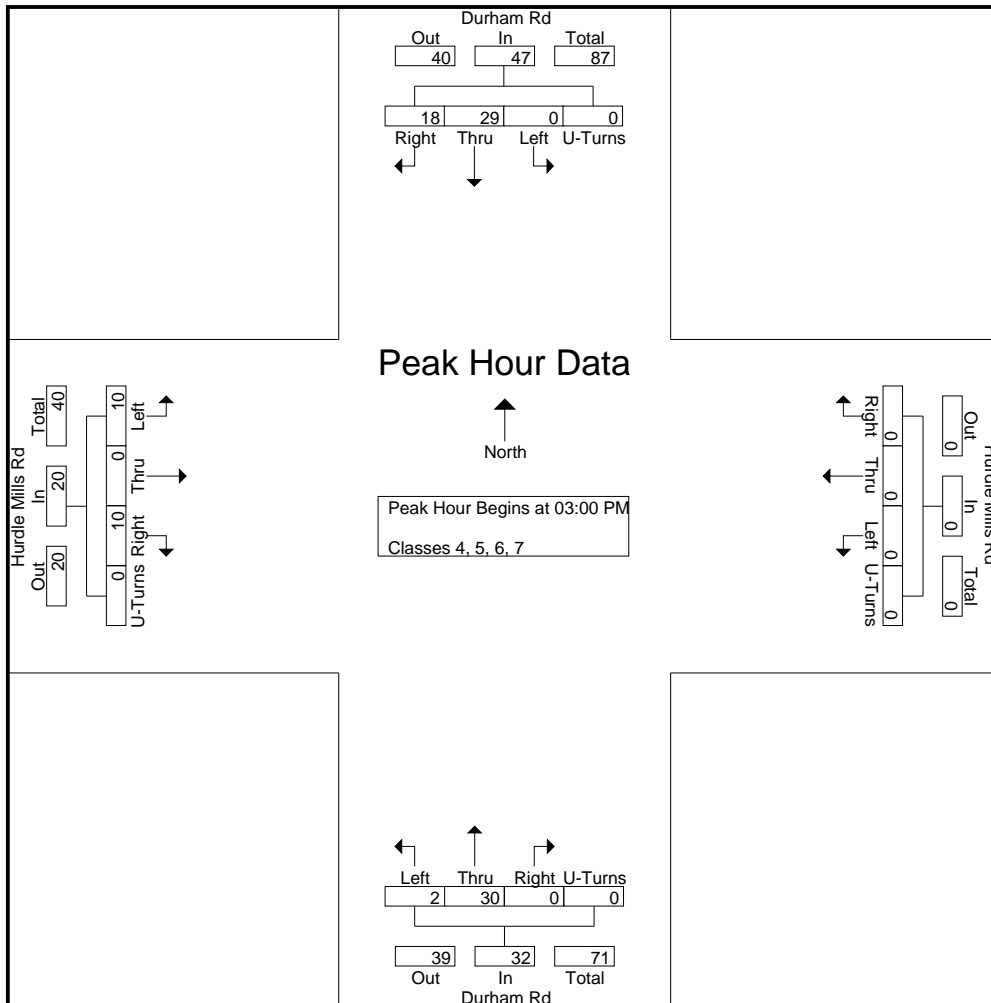 Durham Rd
Out In Total
40 47 87
18 29 0 0
Right Thru Left U-Turns
Peak Hour Data
North
Peak Hour Begins at 03:00 PM
Classes 4, 5, 6, 7
Hurdle Mills Rd
Out In Total
20 20 40
U-Turns Right Thru Left
0 10 0 10
Hurdle Mills Rd
Out In Total
0 0 0
Right Thru Left U-Turns
0 0 0 0
Left Thru Right U-Turns
2 30 0 0
39 32 71
Out In Total
Durham Rd